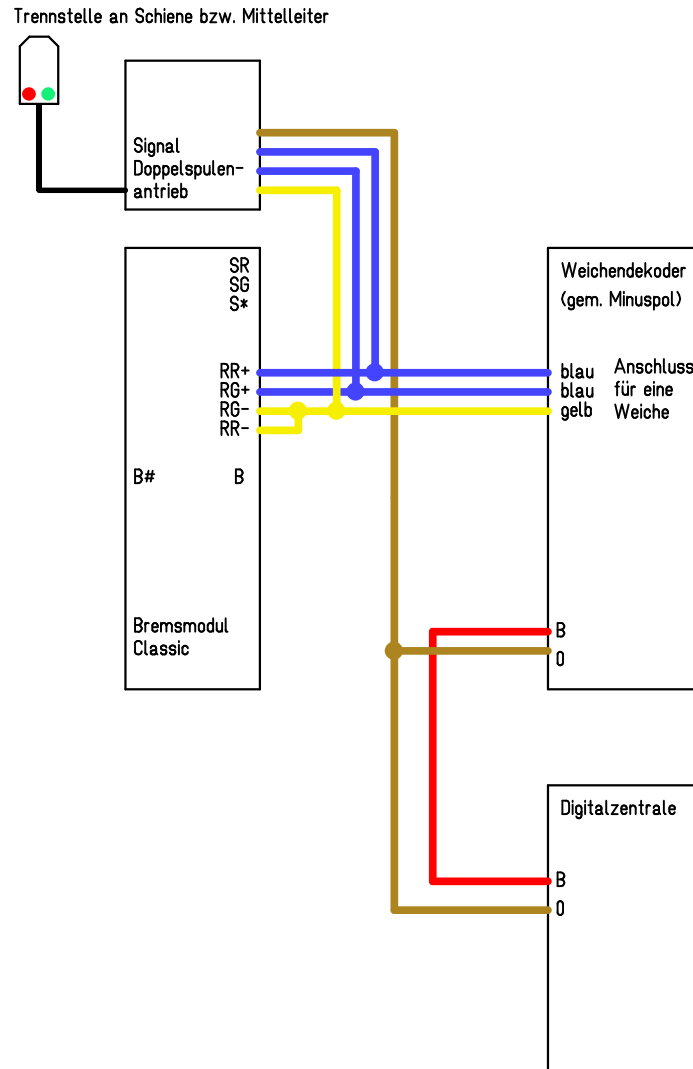 Trennstelle an Schiene bzw. Mittelleiter
Signal
Doppelspulen-
antrieb
SR
SG
S*
RR+
RG+
RG-
RR-
B#
B
Bremsmodul
Classic
Weichendekoder
(gem. Minuspol)
blau
blau
gelb
Anschluss
für eine
Weiche
B
0
Digitalzentrale
B
0